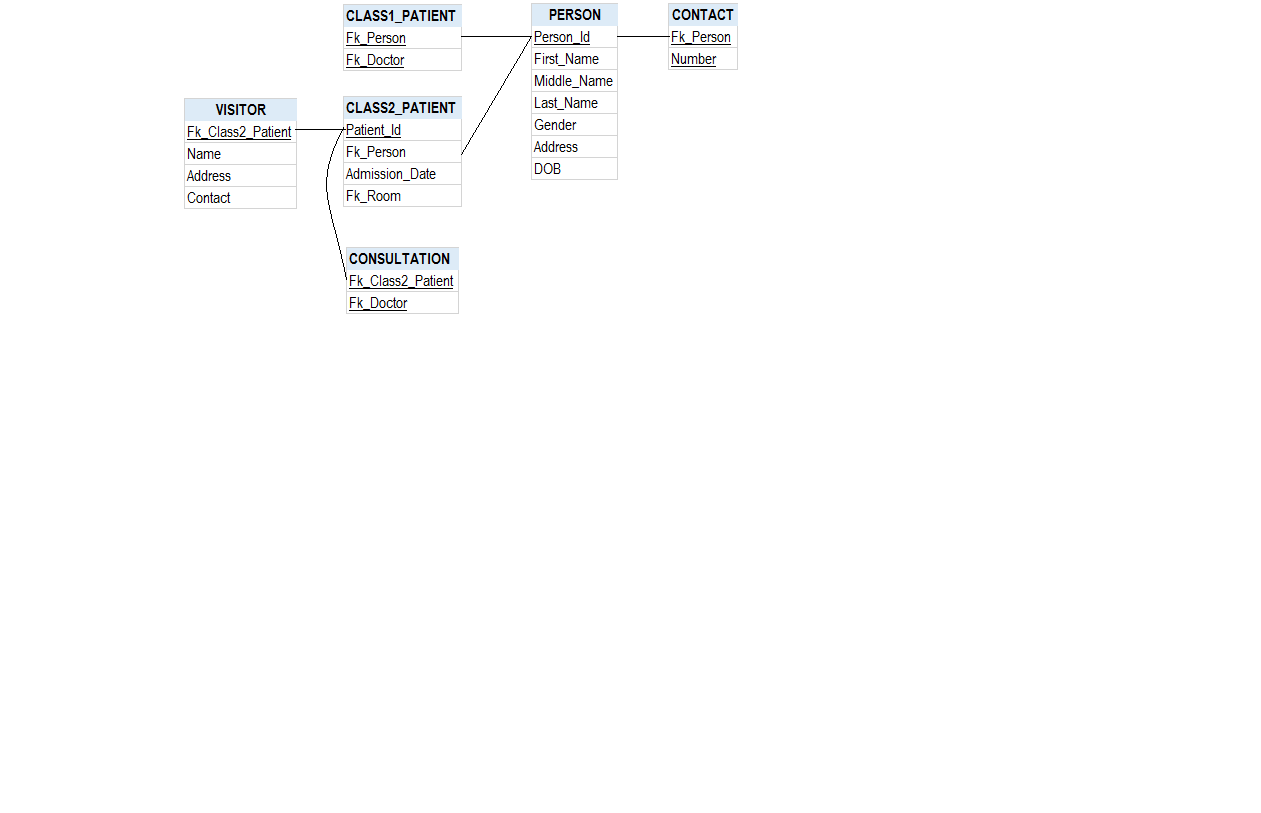 CLASS1_PATIENT
Fk_Person
Fk_Doctor
PERSON
Person_Id
First_Name
Middle_Name
Last_Name
Gender
Address
DOB
CONTACT
Fk_Person
Number
VISITOR
Fk_Class2_Patient
Name
Address
Contact
CLASS2_PATIENT
Patient_Id
Fk_Person
Admission_Date
Fk_Room
CONSULTATION
Fk_Class2_Patient
Fk_Doctor